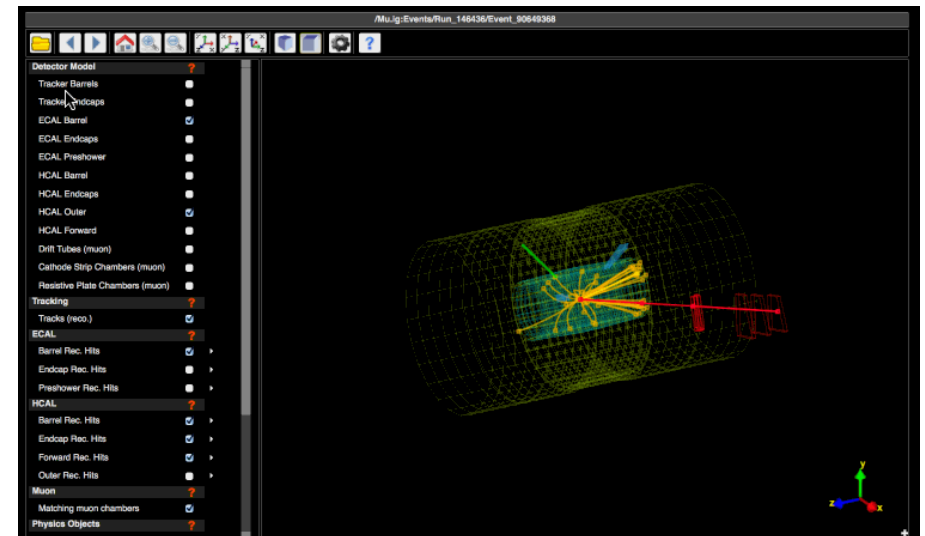 /Mu.ig:Events/Run_146436/Event_90649368
?
Detector Model ?
Tracker Barrels
Tracker Endcaps
ECAL Barrel
ECAL Endcaps
ECAL Preshower
HCAL Barrel
HCAL Endcaps
HCAL Outer
HCAL Forward
Drift Tubes (muon)
Cathode Strip Chambers (muon)
Resistive Plate Chambers (muon)
Tracking ?
Tracks (reco.)
ECAL ?
Barrel Rec. Hits
Endcap Rec. Hits
Preshower Rec. Hits
HCAL ?
Barrel Rec. Hits
Endcap Rec. Hits
Forward Rec. Hits
Outer Rec. Hits
Muon ?
Matching muon chambers
Physics Objects ?
y
z
x